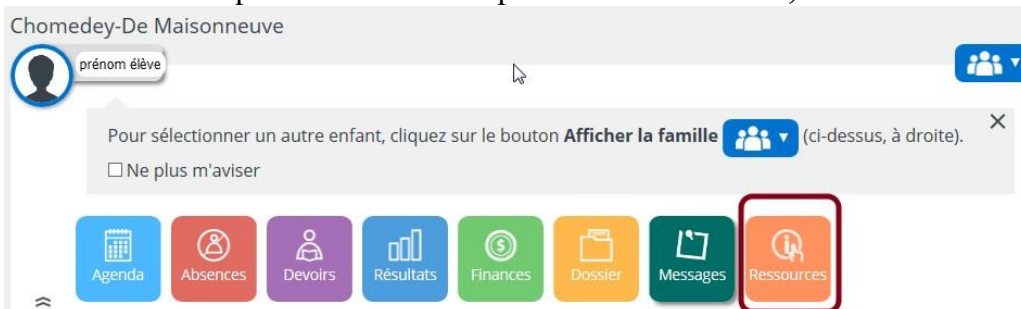 Chomedey-De Maisonneuve
prénom élève
Pour sélectionner un autre enfant, cliquez sur le bouton Afficher la famille (ci-dessus, à droite).
Ne plus m'aviser
Agenda Absences Devoirs Résultats Finances Dossier Messages Ressources